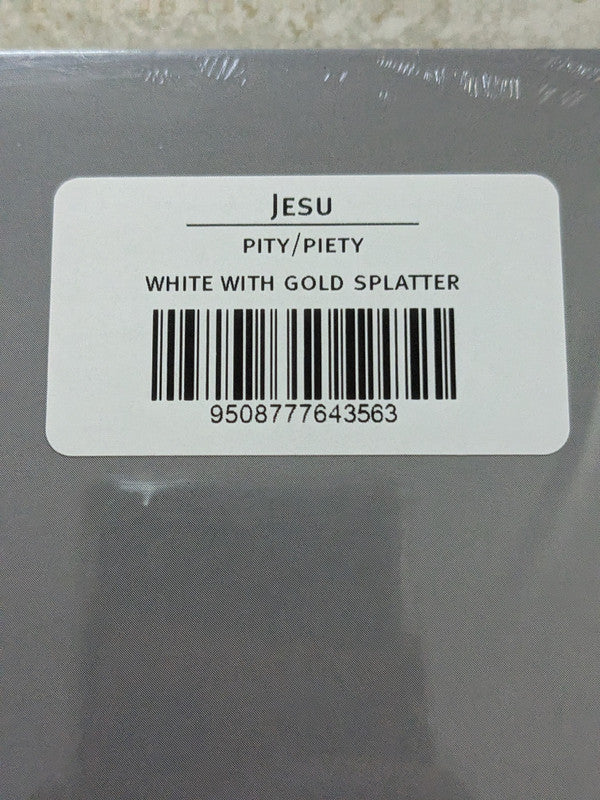 Jesu
pity/piety
white with gold splatter
9508777643563